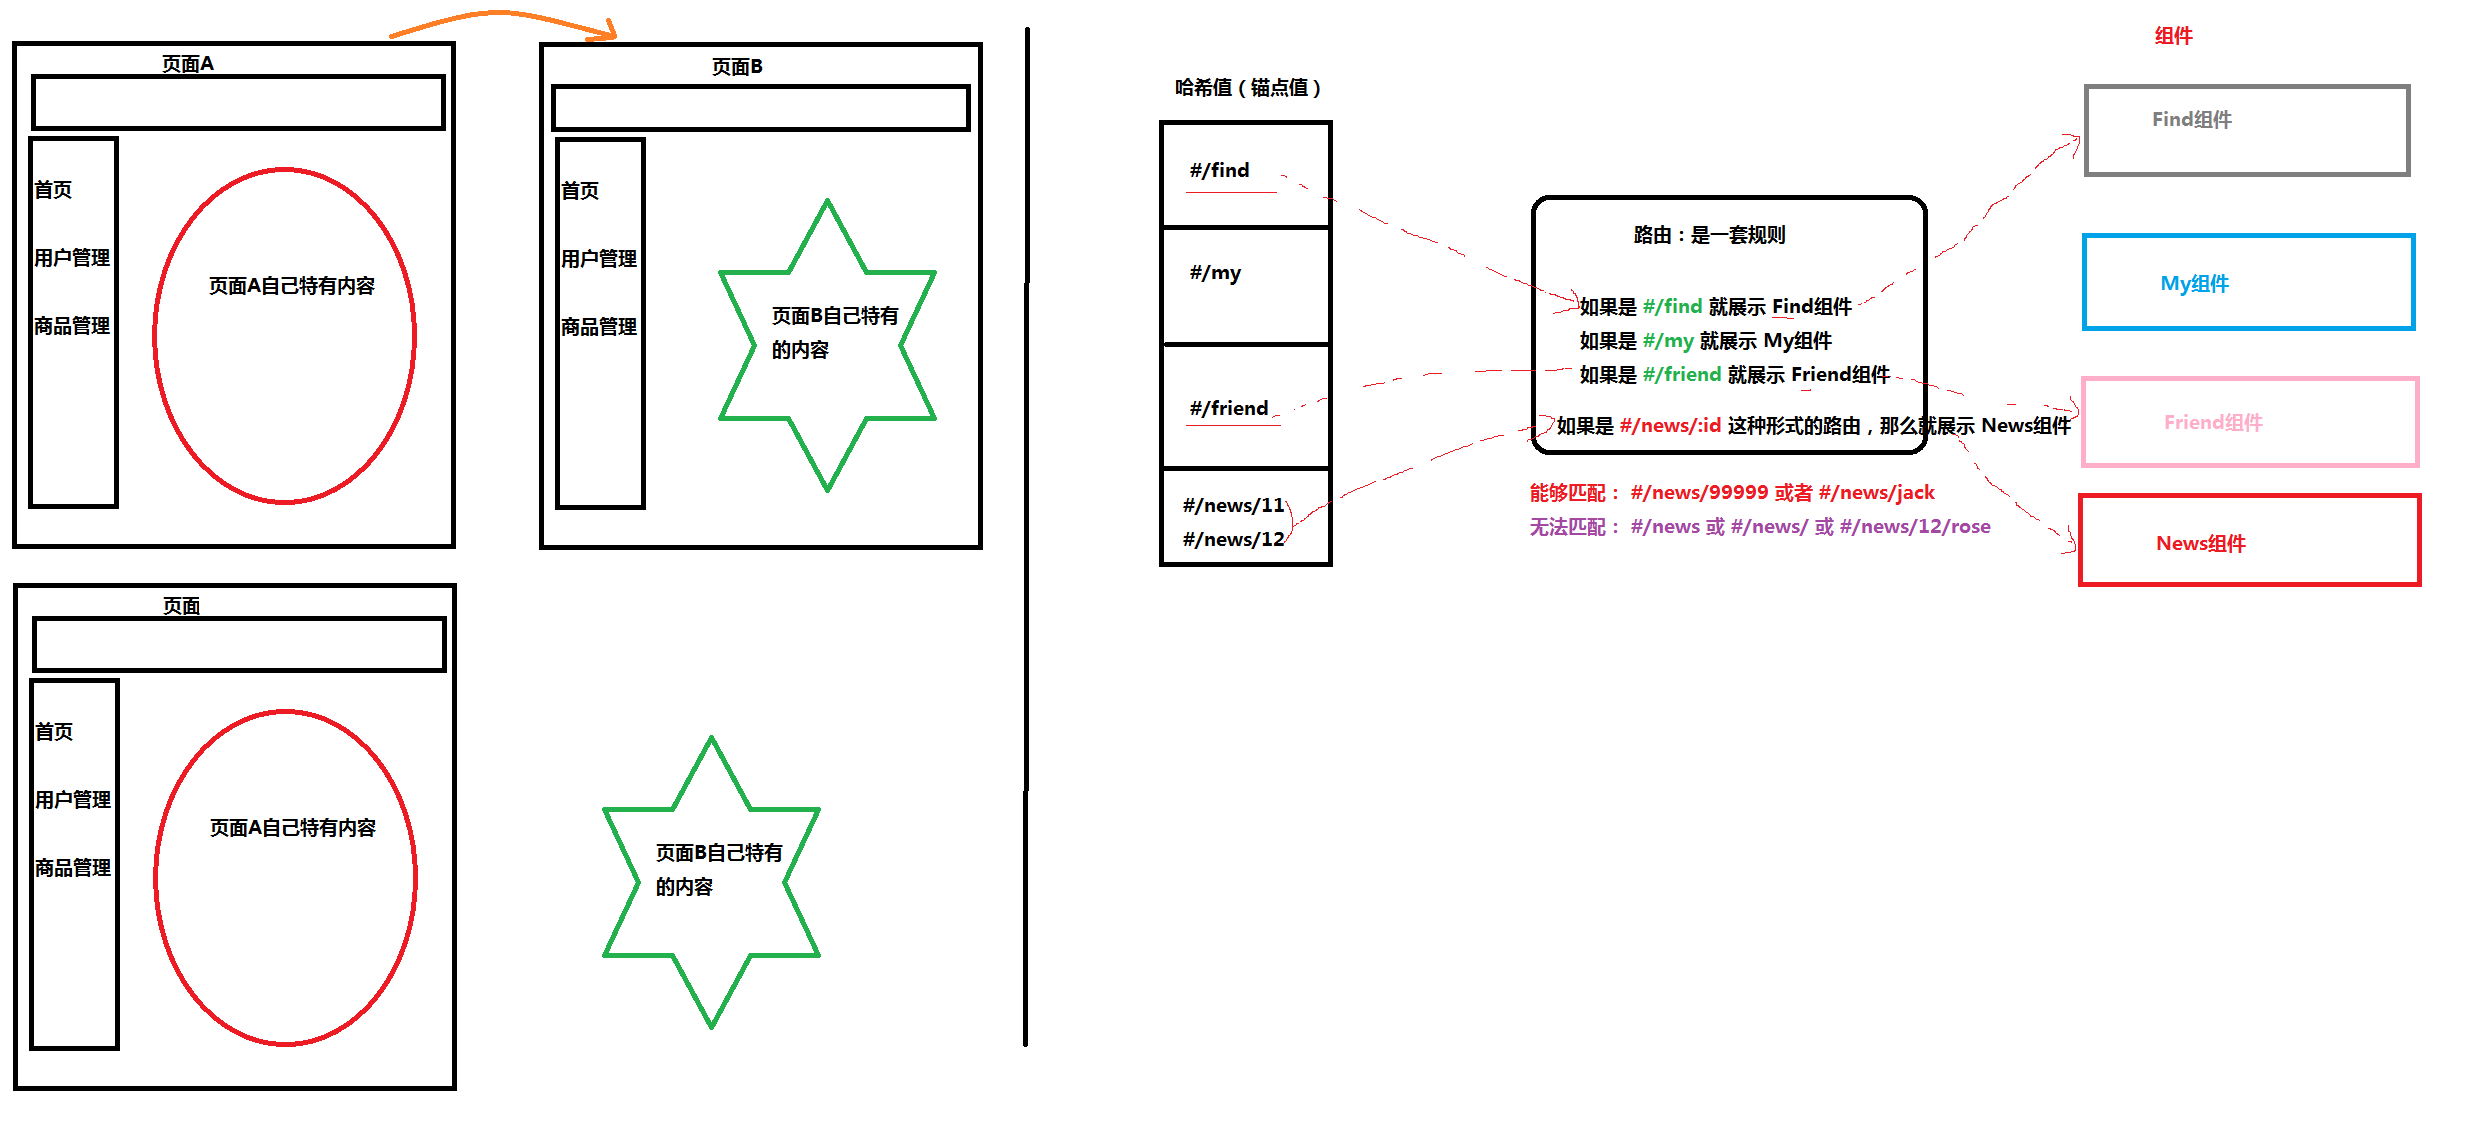 页面A
首页
用户管理
商品管理
页面A自己特有内容
页面B
首页
用户管理
商品管理
页面B自己特有
的内容
页面
首页
用户管理
商品管理
页面A自己特有内容
页面B自己特有
的内容
哈希值（锚点值）
#/find
#/my
#/friend
#/news/11
#/news/12
路由：是一套规则
如果是 #/find 就展示 Find组件
如果是 #/my 就展示 My组件
如果是 #/friend 就展示 Friend组件
如果是 #/news/:id 这种形式的路由，那么就展示 News组件
能够匹配： #/news/99999 或者 #/news/jack
无法匹配： #/news 或 #/news/ 或 #/news/12/rose
组件
Find组件
My组件
Friend组件
News组件